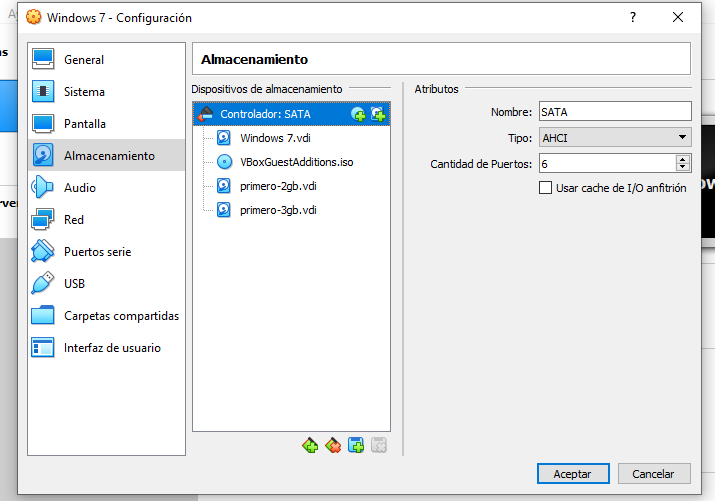 Windows 7 - Configuración
General
Sistema
Pantalla
Almacenamiento
Audio
Red
Puertos serie
USB
Carpetas compartidas
Interfaz de usuario
Almacenamiento
Dispositivos de almacenamiento
Controlador: SATA
Windows 7.vdi
VBoxGuestAdditions.iso
primero-2gb.vdi
primero-3gb.vdi
Atributos
Nombre: SATA
Tipo: AHCI
Cantidad de Puertos: 6
Usar cache de I/O anfitrión
Aceptar
Cancelar